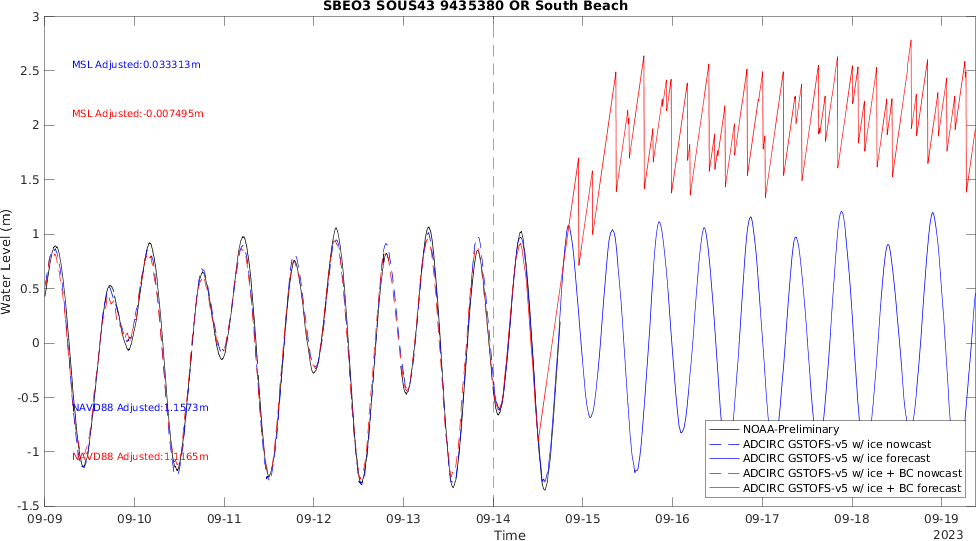 SBEO3 SOUS43 9435380 OR South Beach
MSL Adjusted:0.033313m
MSL Adjusted:-0.007495m
NAVD88 Adjusted:1.1573m
NAVD88 Adjusted:1.1165m
Water Level (m)
3
2.5
2
1.5
1
0.5
0
-0.5
-1
-1.5
NOAA-Preliminary
ADCIRC GSTOFS-v5 w/ ice nowcast
ADCIRC GSTOFS-v5 w/ ice forecast
ADCIRC GSTOFS-v5 w/ ice + BC nowcast
ADCIRC GSTOFS-v5 w/ ice + BC forecast
09-09 09-10 09-11 09-12 09-13 09-14 09-15 09-16 09-17 09-18 09-19
Time
2023